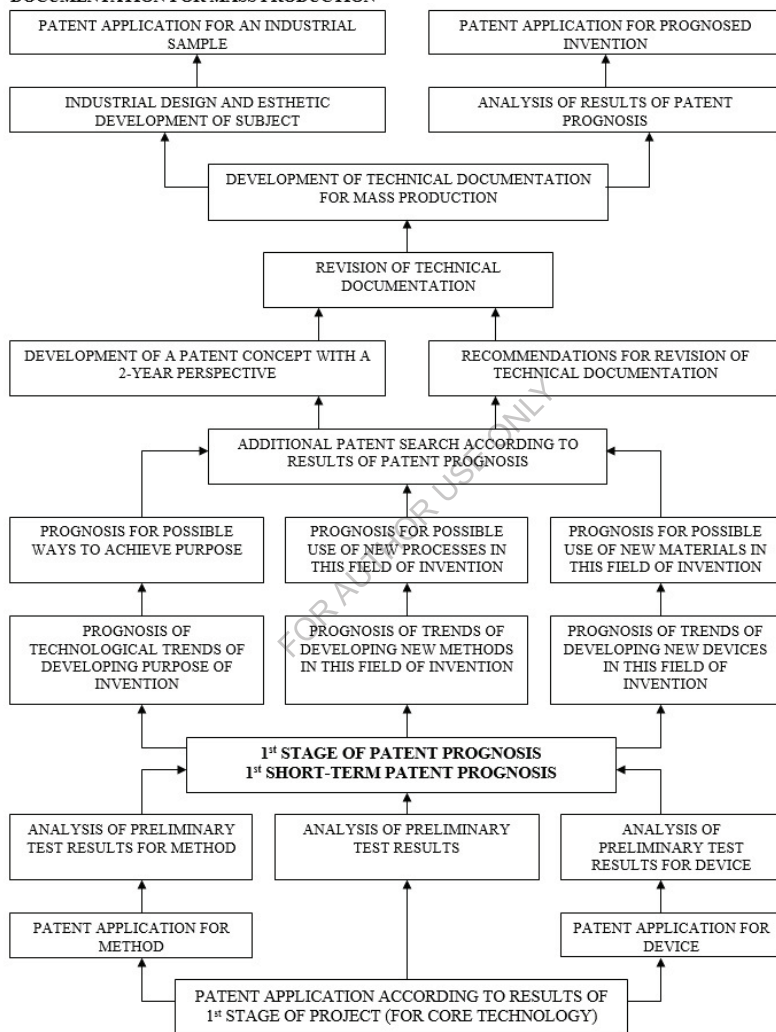 DOCUMENTATION FOR MASS PRODUCTION
PATENT APPLICATION FOR AN INDUSTRIAL
SAMPLE
PATENT APPLICATION FOR PROGNOSED
INVENTION
INDUSTRIAL DESIGN AND ESTHETIC
DEVELOPMENT OF SUBJECT
ANALYSIS OF RESULTS OF PATENT
PROGNOSIS
DEVELOPMENT OF TECHNICAL DOCUMENTATION
FOR MASS PRODUCTION
REVISION OF TECHNICAL
DOCUMENTATION
DEVELOPMENT OF A PATENT CONCEPT WITH A
2-YEAR PERSPECTIVE
RECOMMENDATIONS FOR REVISION OF
TECHNICAL DOCUMENTATION
ADDITIONAL PATENT SEARCH ACCORDING TO
RESULTS OF PATENT PROGNOSIS
PROGNOSIS FOR POSSIBLE
WAYS TO ACHIEVE PURPOSE
PROGNOSIS FOR POSSIBLE
USE OF NEW PROCESSES IN
THIS FIELD OF INVENTION
PROGNOSIS FOR POSSIBLE
USE OF NEW MATERIALS IN
THIS FIELD OF INVENTION
PROGNOSIS OF
TECHNOLOGICAL TRENDS OF
DEVELOPING PURPOSE OF
INVENTION
PROGNOSIS OF TRENDS OF
DEVELOPING NEW METHODS
IN THIS FIELD OF INVENTION
PROGNOSIS OF TRENDS OF
DEVELOPING NEW DEVICES
IN THIS FIELD OF
INVENTION
1st STAGE OF PATENT PROGNOSIS
1st SHORT-TERM PATENT PROGNOSIS
ANALYSIS OF PRELIMINARY
TEST RESULTS FOR METHOD
ANALYSIS OF PRELIMINARY
TEST RESULTS
ANALYSIS OF
PRELIMINARY TEST
RESULTS FOR DEVICE
PATENT APPLICATION FOR
METHOD
PATENT APPLICATION FOR
DEVICE
PATENT APPLICATION ACCORDING TO RESULTS OF
1st STAGE OF PROJECT (FOR CORE TECHNOLOGY)
FOR AUTHOR USE ONLY